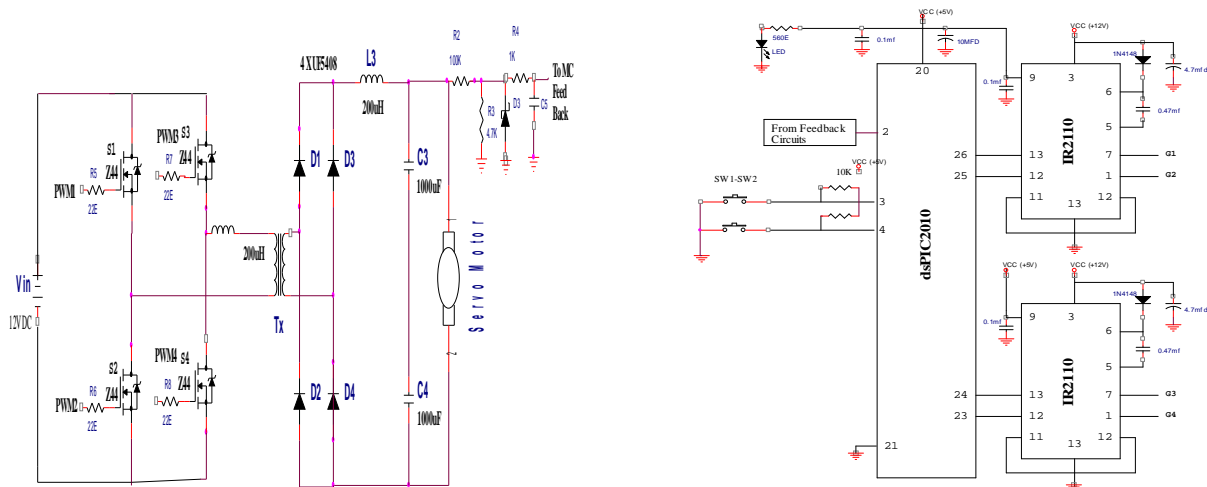 4 XUF5408
L3
200uH
R2
100K
R4
1K
To MC
Feed
Back
R3
4.7K
D3
C5
S1
Z44
R5
PWM1
22E
PWM3
S3
R7
Z44
22E
D1
D3
C3
1000uF
200uH
Vin
12V DC
Tx
1
Servo Motor
2
S2
Z44
R6
PWM2
22E
PWM4
S4
R8
Z44
22E
D2
D4
C4
1000uF
VCC (+5V)
560E
LED
0.1mf
10MFD
20
VCC (+12V)
1N4148
4.7mfd
0.1mf
9
3
6
0.47mf
5
IR2110
From Feedback
Circuits
2
26
13
7
G1
25
12
1
G2
11
13
12
VCC (+5V)
10K
SW1-SW2
3
4
dsPIC2010
VCC (+5V)
VCC (+12V)
1N4148
4.7mfd
0.1mf
9
3
6
0.47mf
5
IR2110
24
13
7
G3
23
12
1
G4
11
13
12
21